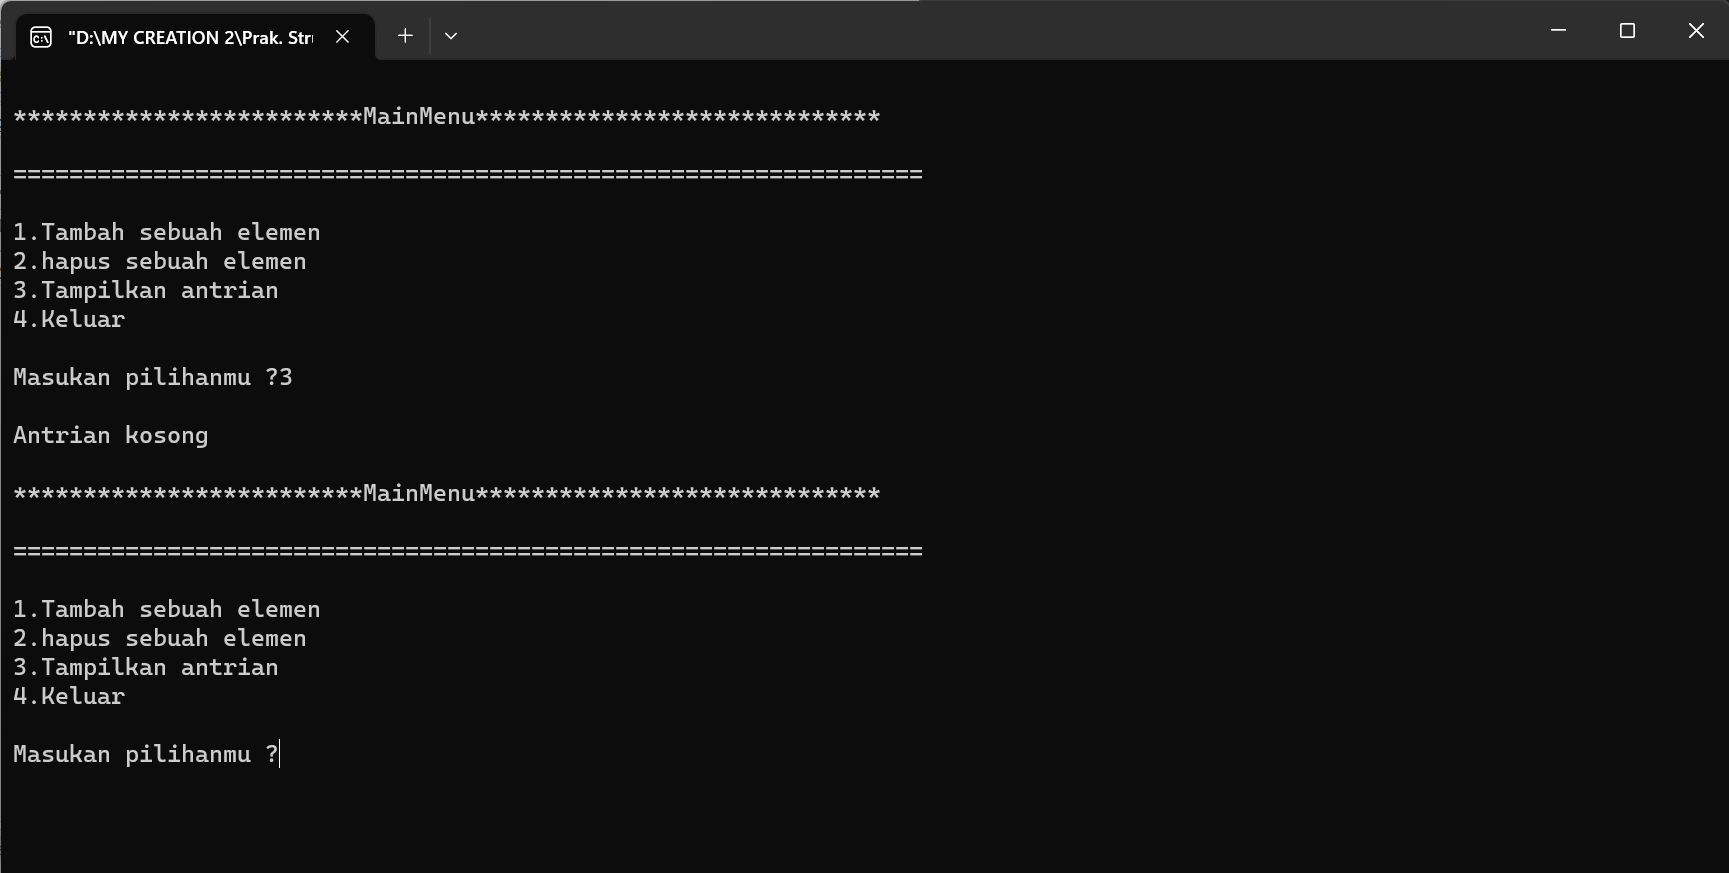 "D:\MY CREATION 2\Prak. Str
*************************MainMenu*****************************
=================================================================
1.Tambah sebuah elemen
2.hapus sebuah elemen
3.Tampilkan antrian
4.Keluar
Masukan pilihanmu ?3
Antrian kosong
*************************MainMenu*****************************
=================================================================
1.Tambah sebuah elemen
2.hapus sebuah elemen
3.Tampilkan antrian
4.Keluar
Masukan pilihanmu ?